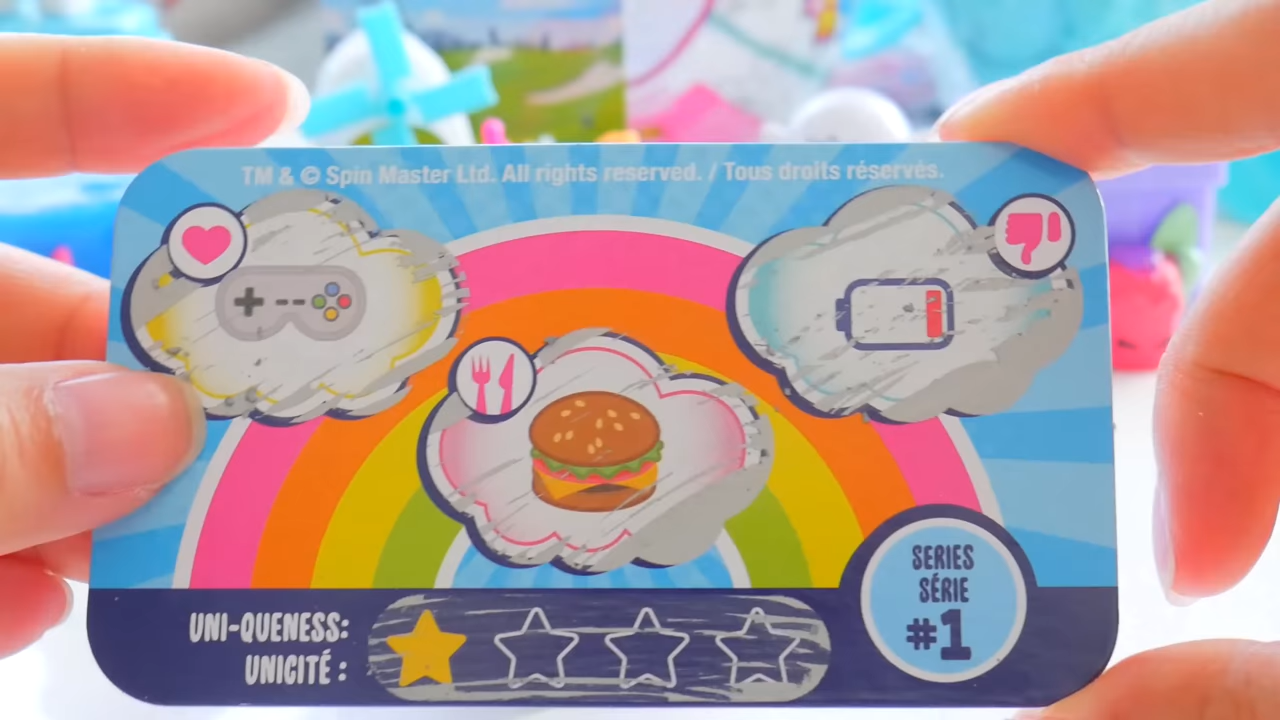 TM & © Spin Master Ltd. All rights reserved. / Tous droits réservés.
SERIES
SÉRIE
#1
UNI-QUENESS:
UNICITÉ :